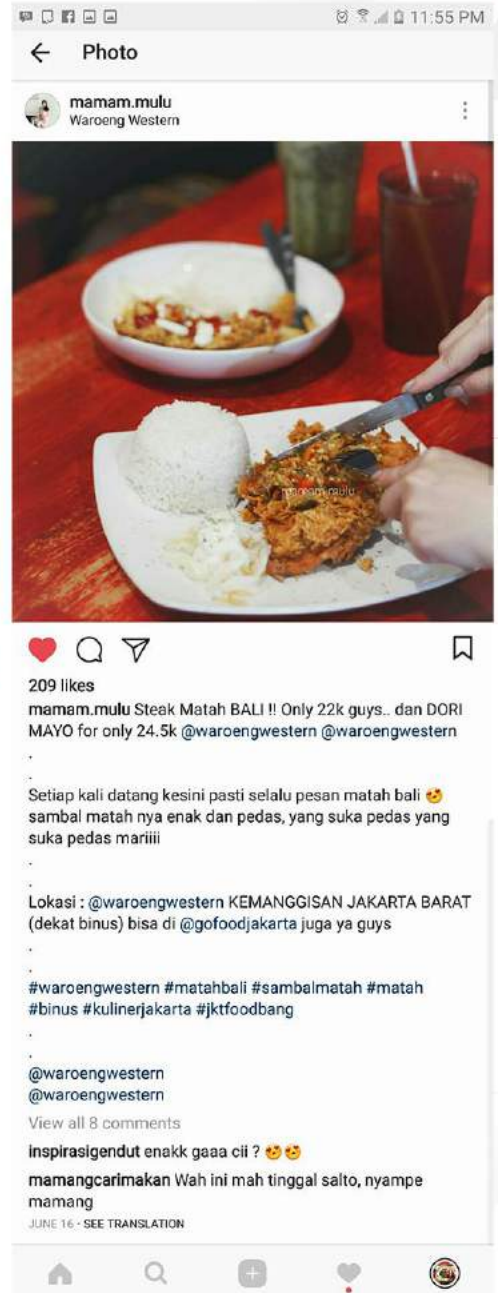 11:55 PM
Photo
mamam.mulu
Waroeng Western
mamam.mulu
209 likes
mamam.mulu Steak Matah BALI !! Only 22k guys.. dan DORI
MAYO for only 24.5k @waroengwestern @waroengwestern
.
.
Setiap kali datang kesini pasti selalu pesan matah bali 🤩
sambal matah nya enak dan pedas, yang suka pedas yang
suka pedas mariiii
.
.
Lokasi : @waroengwestern KEMANGGISAN JAKARTA BARAT
(dekat binus) bisa di @gofoodjakarta juga ya guys
.
.
#waroengwestern #matahbali #sambalmatah #matah
#binus #kulinerjakarta #jktfoodbang
.
.
@waroengwestern
@waroengwestern
View all 8 comments
inspirasigendut enakk gaaa cii ? 🤩🤩
mamangcarimakan Wah ini mah tinggal salto, nyampe
mamang
JUNE 16 · SEE TRANSLATION